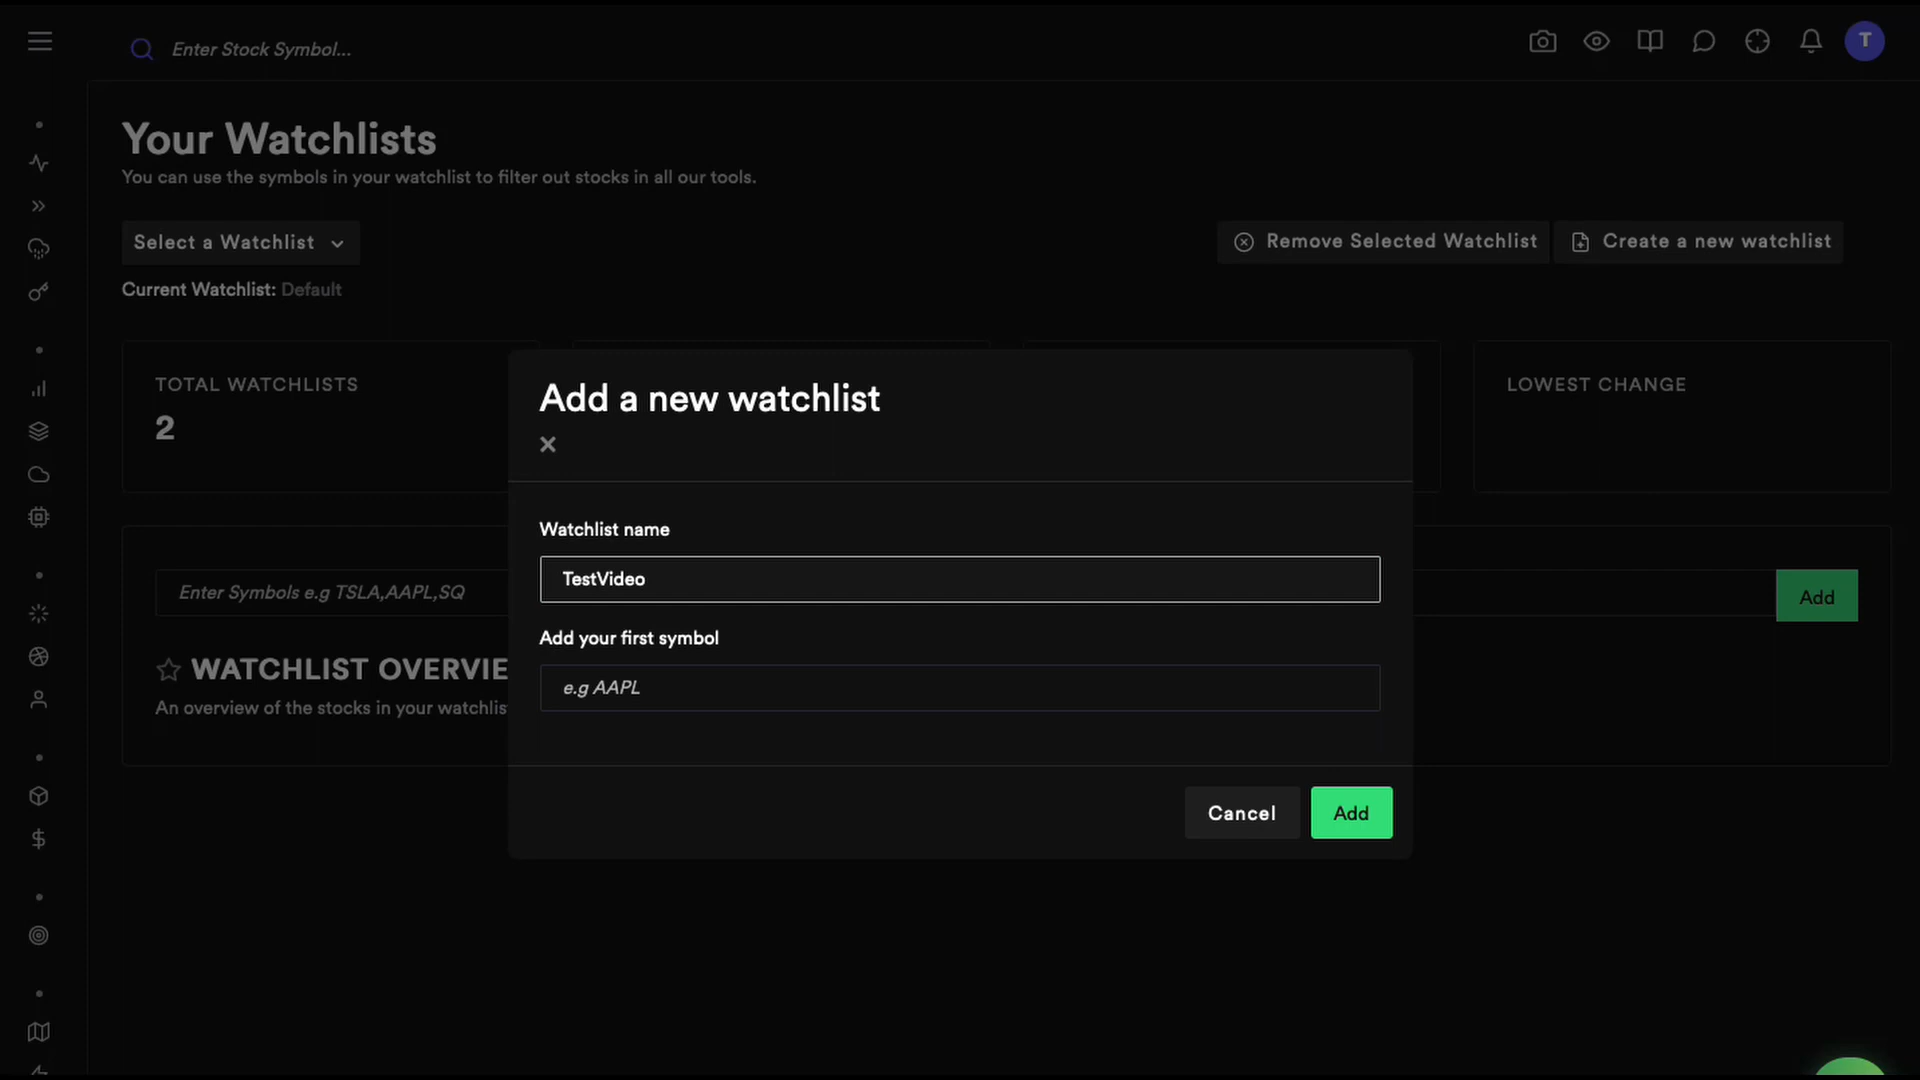 Enter Stock Symbol...
T
Your Watchlists
You can use the symbols in your watchlist to filter out stocks in all our tools.
Select a Watchlist
Remove Selected Watchlist
Create a new watchlist
Current Watchlist: Default
TOTAL WATCHLISTS
2
LOWEST CHANGE
Add a new watchlist
Watchlist name
TestVideo
Add your first symbol
e.g AAPL
Cancel
Add
Enter Symbols e.g TSLA,AAPL,SQ
Add
WATCHLIST OVERVIE
An overview of the stocks in your watchlis